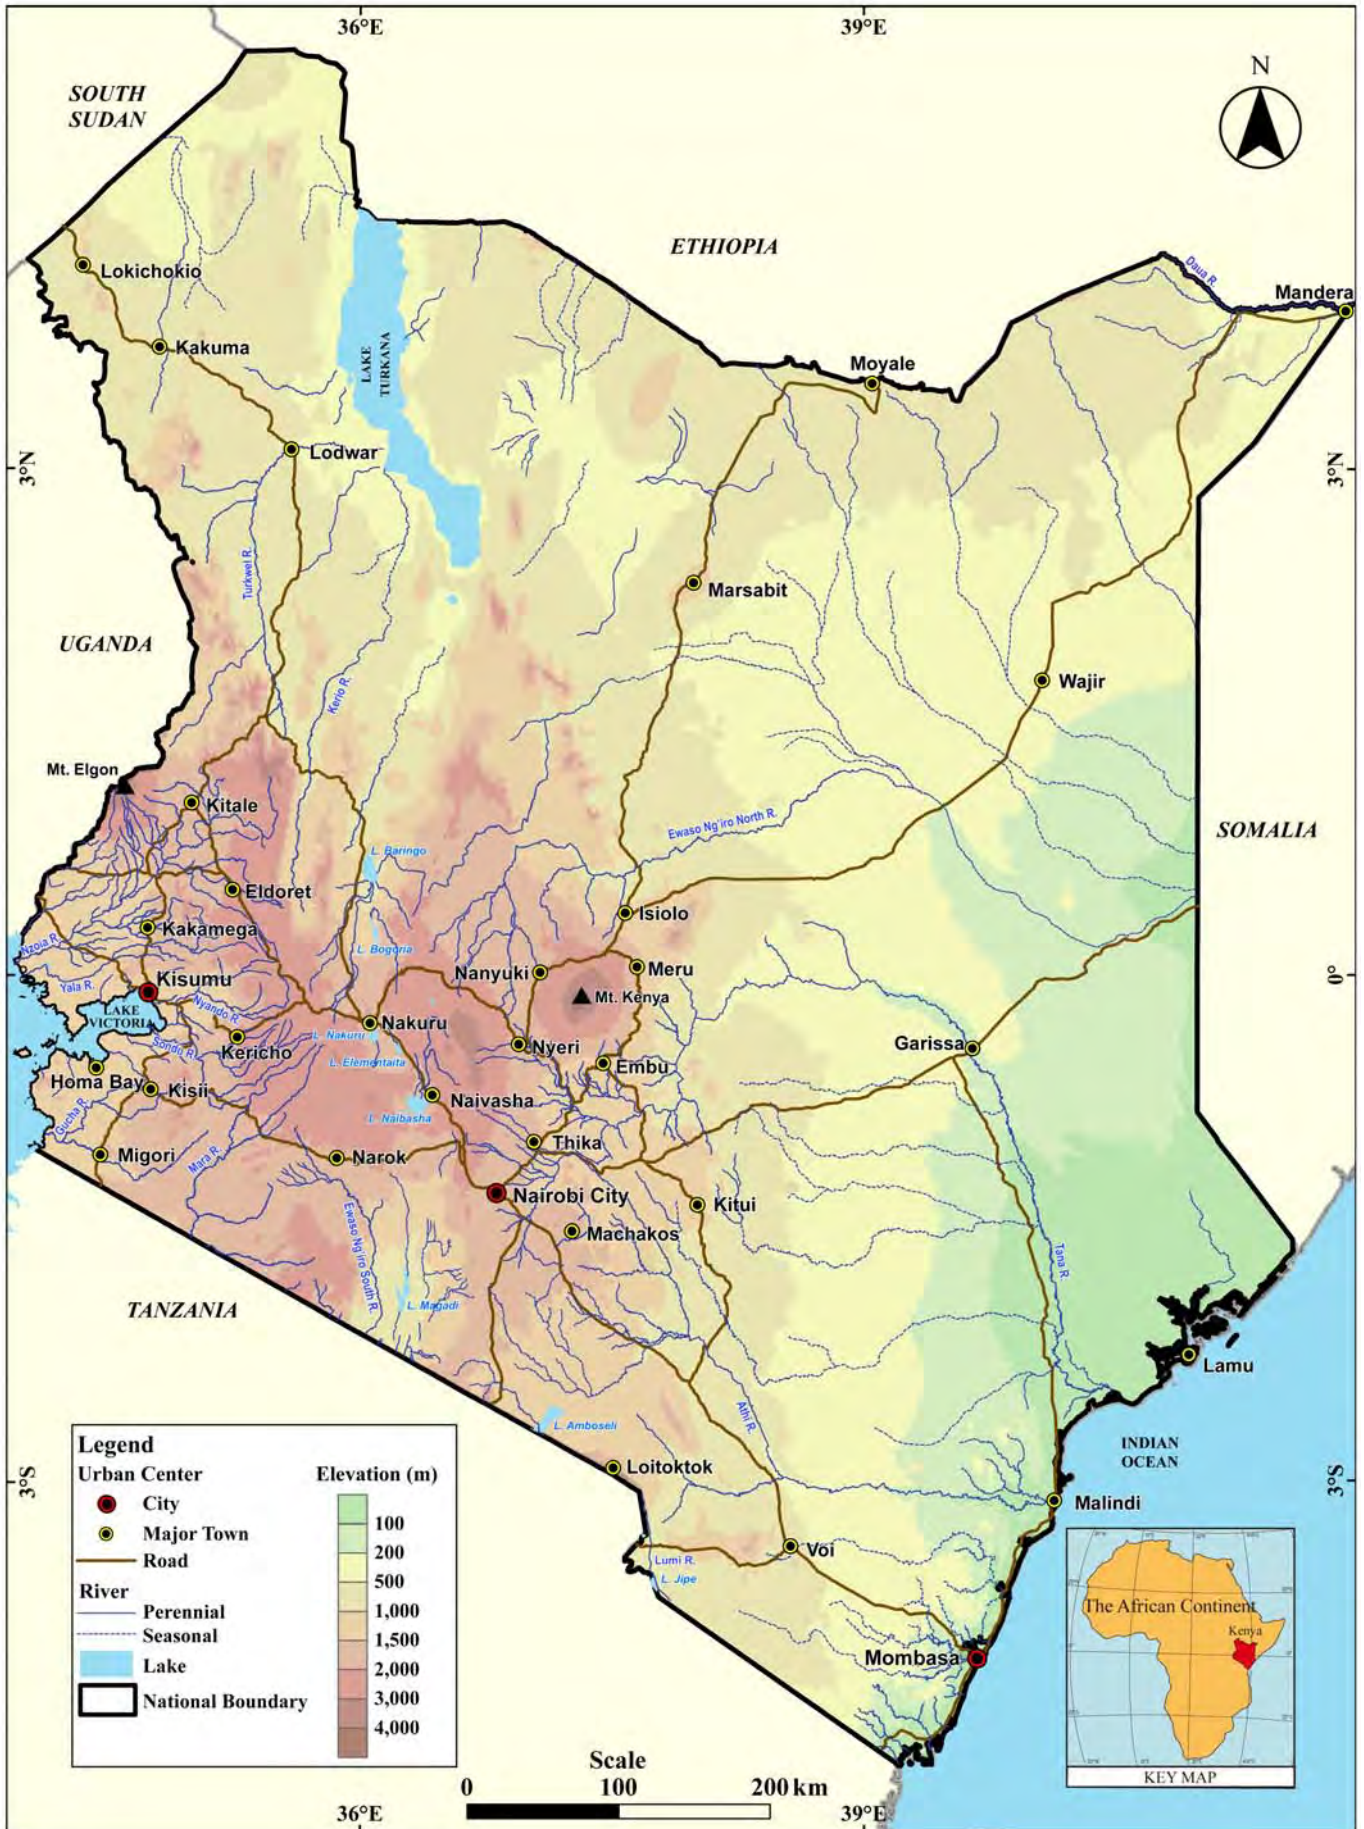 36°E
39°E
SOUTH
SUDAN
N
ETHIOPIA
Daua R.
Mandera
Lokichokio
Kakuma
LAKE
TURKANA
Moyale
Lodwar
3°N
3°N
Turkwel R.
Marsabit
UGANDA
Kerio R.
Wajir
Mt. Elgon
Kitale
Ewaso Ng'iro North R.
SOMALIA
L. Baringo
Eldoret
Isiolo
Kakamega
Nzoia R.
L. Bogoria
Nanyuki
Meru
0°
Kisumu
Yala R.
Mt. Kenya
LAKE
VICTORIA
Nyando R.
Nakuru
L. Nakuru
Sondu R.
Kericho
Nyeri
Garissa
L. Elementaita
Embu
Homa Bay
Kisii
Naivasha
Gucha R.
L. Naibasha
Thika
Migori
Mara R.
Narok
Nairobi City
Kitui
Machakos
Ewaso Ng'iro South R.
Tana R.
L. Magadi
TANZANIA
Lamu
Athi R.
L. Amboseli
INDIAN
OCEAN
Loitoktok
3°S
3°S
Malindi
Voi
Lumi R.
L. Jipe
Mombasa
Legend
Urban Center
City
Major Town
Road
River
Perennial
Seasonal
Lake
National Boundary
Elevation (m)
100
200
500
1,000
1,500
2,000
3,000
4,000
Scale
0 100 200 km
The African Continent
Kenya
KEY MAP
36°E
39°E